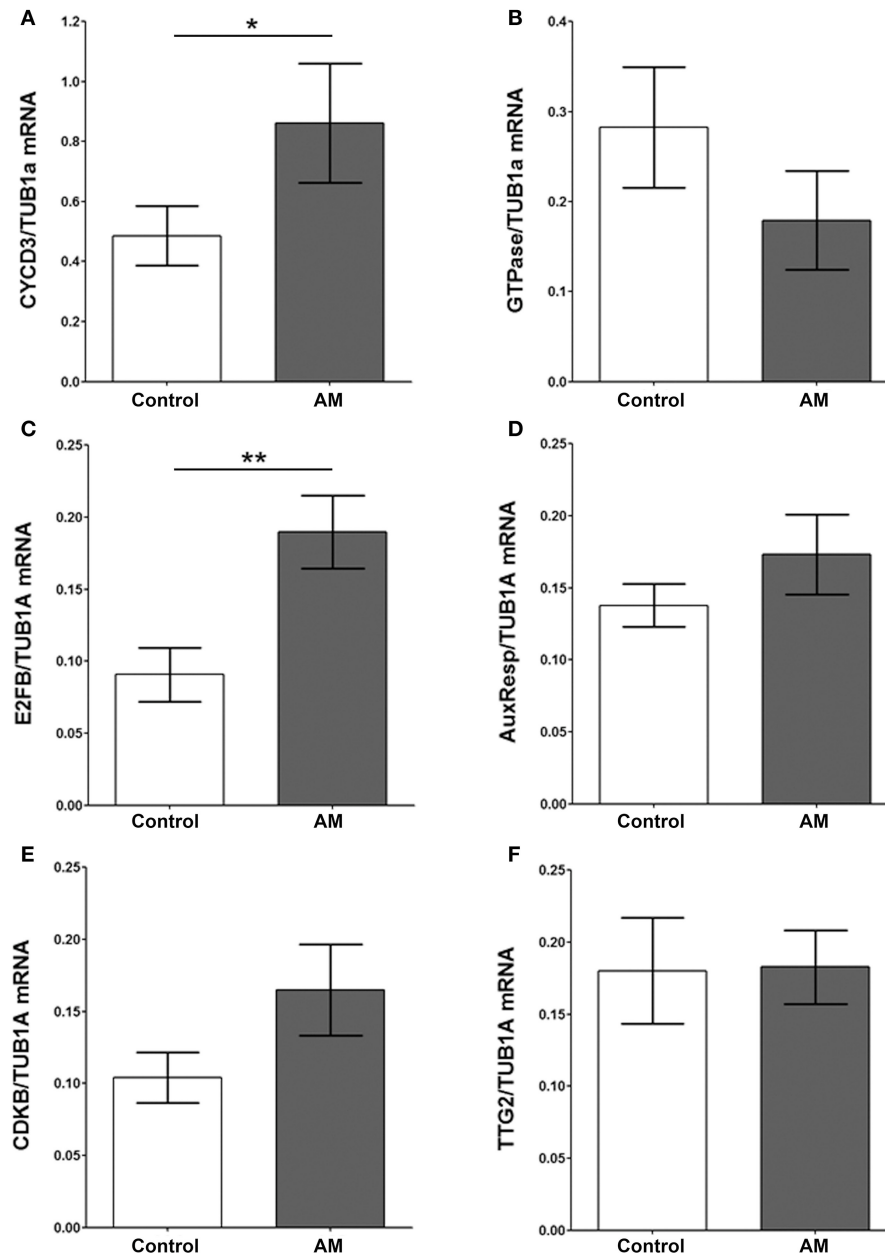 A
CYCD3/TUB1a mRNA
1.2
1.0
0.8
0.6
0.4
0.2
0.0
*
Control
AM
B
GTPase/TUB1a mRNA
0.4
0.3
0.2
0.1
0.0
Control
AM
C
E2FB/TUB1A mRNA
0.25
0.20
0.15
0.10
0.05
0.00
**
Control
AM
D
AuxResp/TUB1A mRNA
0.25
0.20
0.15
0.10
0.05
0.00
Control
AM
E
CDKB/TUB1A mRNA
0.25
0.20
0.15
0.10
0.05
0.00
Control
AM
F
TTG2/TUB1A mRNA
0.25
0.20
0.15
0.10
0.05
0.00
Control
AM